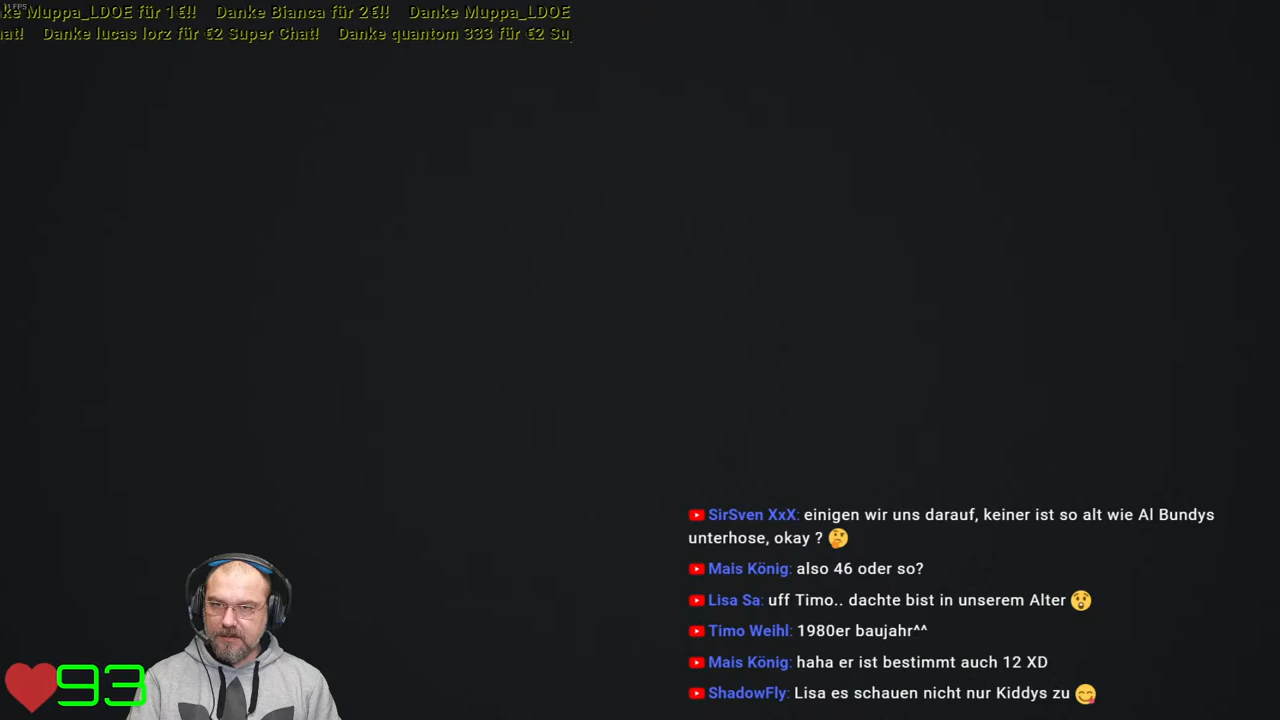 ke Muppa_LDOE für 1€!! Danke Bianca für 2€!! Danke Muppa_LDOE
hat! Danke lucas lorz für €2 Super Chat! Danke quantom 333 für €2 Su
SirSven XxX: einigen wir uns darauf, keiner ist so alt wie Al Bundys
unterhose, okay ? 🤔
Mais König: also 46 oder so?
Lisa Sa: uff Timo.. dachte bist in unserem Alter 😲
Timo Weihl: 1980er baujahr^^
Mais König: haha er ist bestimmt auch 12 XD
ShadowFly: Lisa es schauen nicht nur Kiddys zu 😋
93